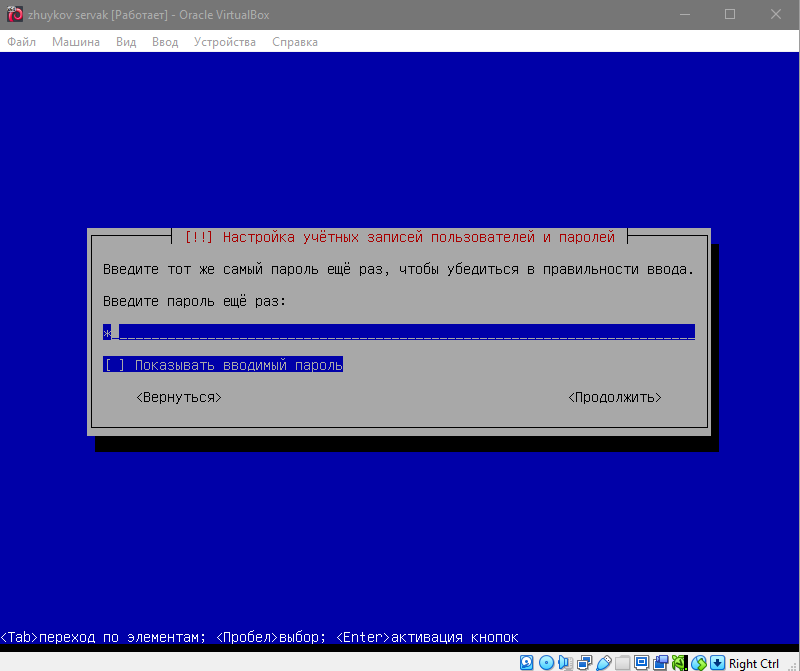 zhuykov servak [Работает] - Oracle VirtualBox
Файл Машина Вид Ввод Устройства Справка
[!!] Настройка учётных записей пользователей и паролей
Введите тот же самый пароль ещё раз, чтобы убедиться в правильности ввода.
Введите пароль ещё раз:
*
[ ] Показывать вводимый пароль
<Вернуться> <Продолжить>
<Tab>переход по элементам; <Пробел>выбор; <Enter>активация кнопок
Right Ctrl